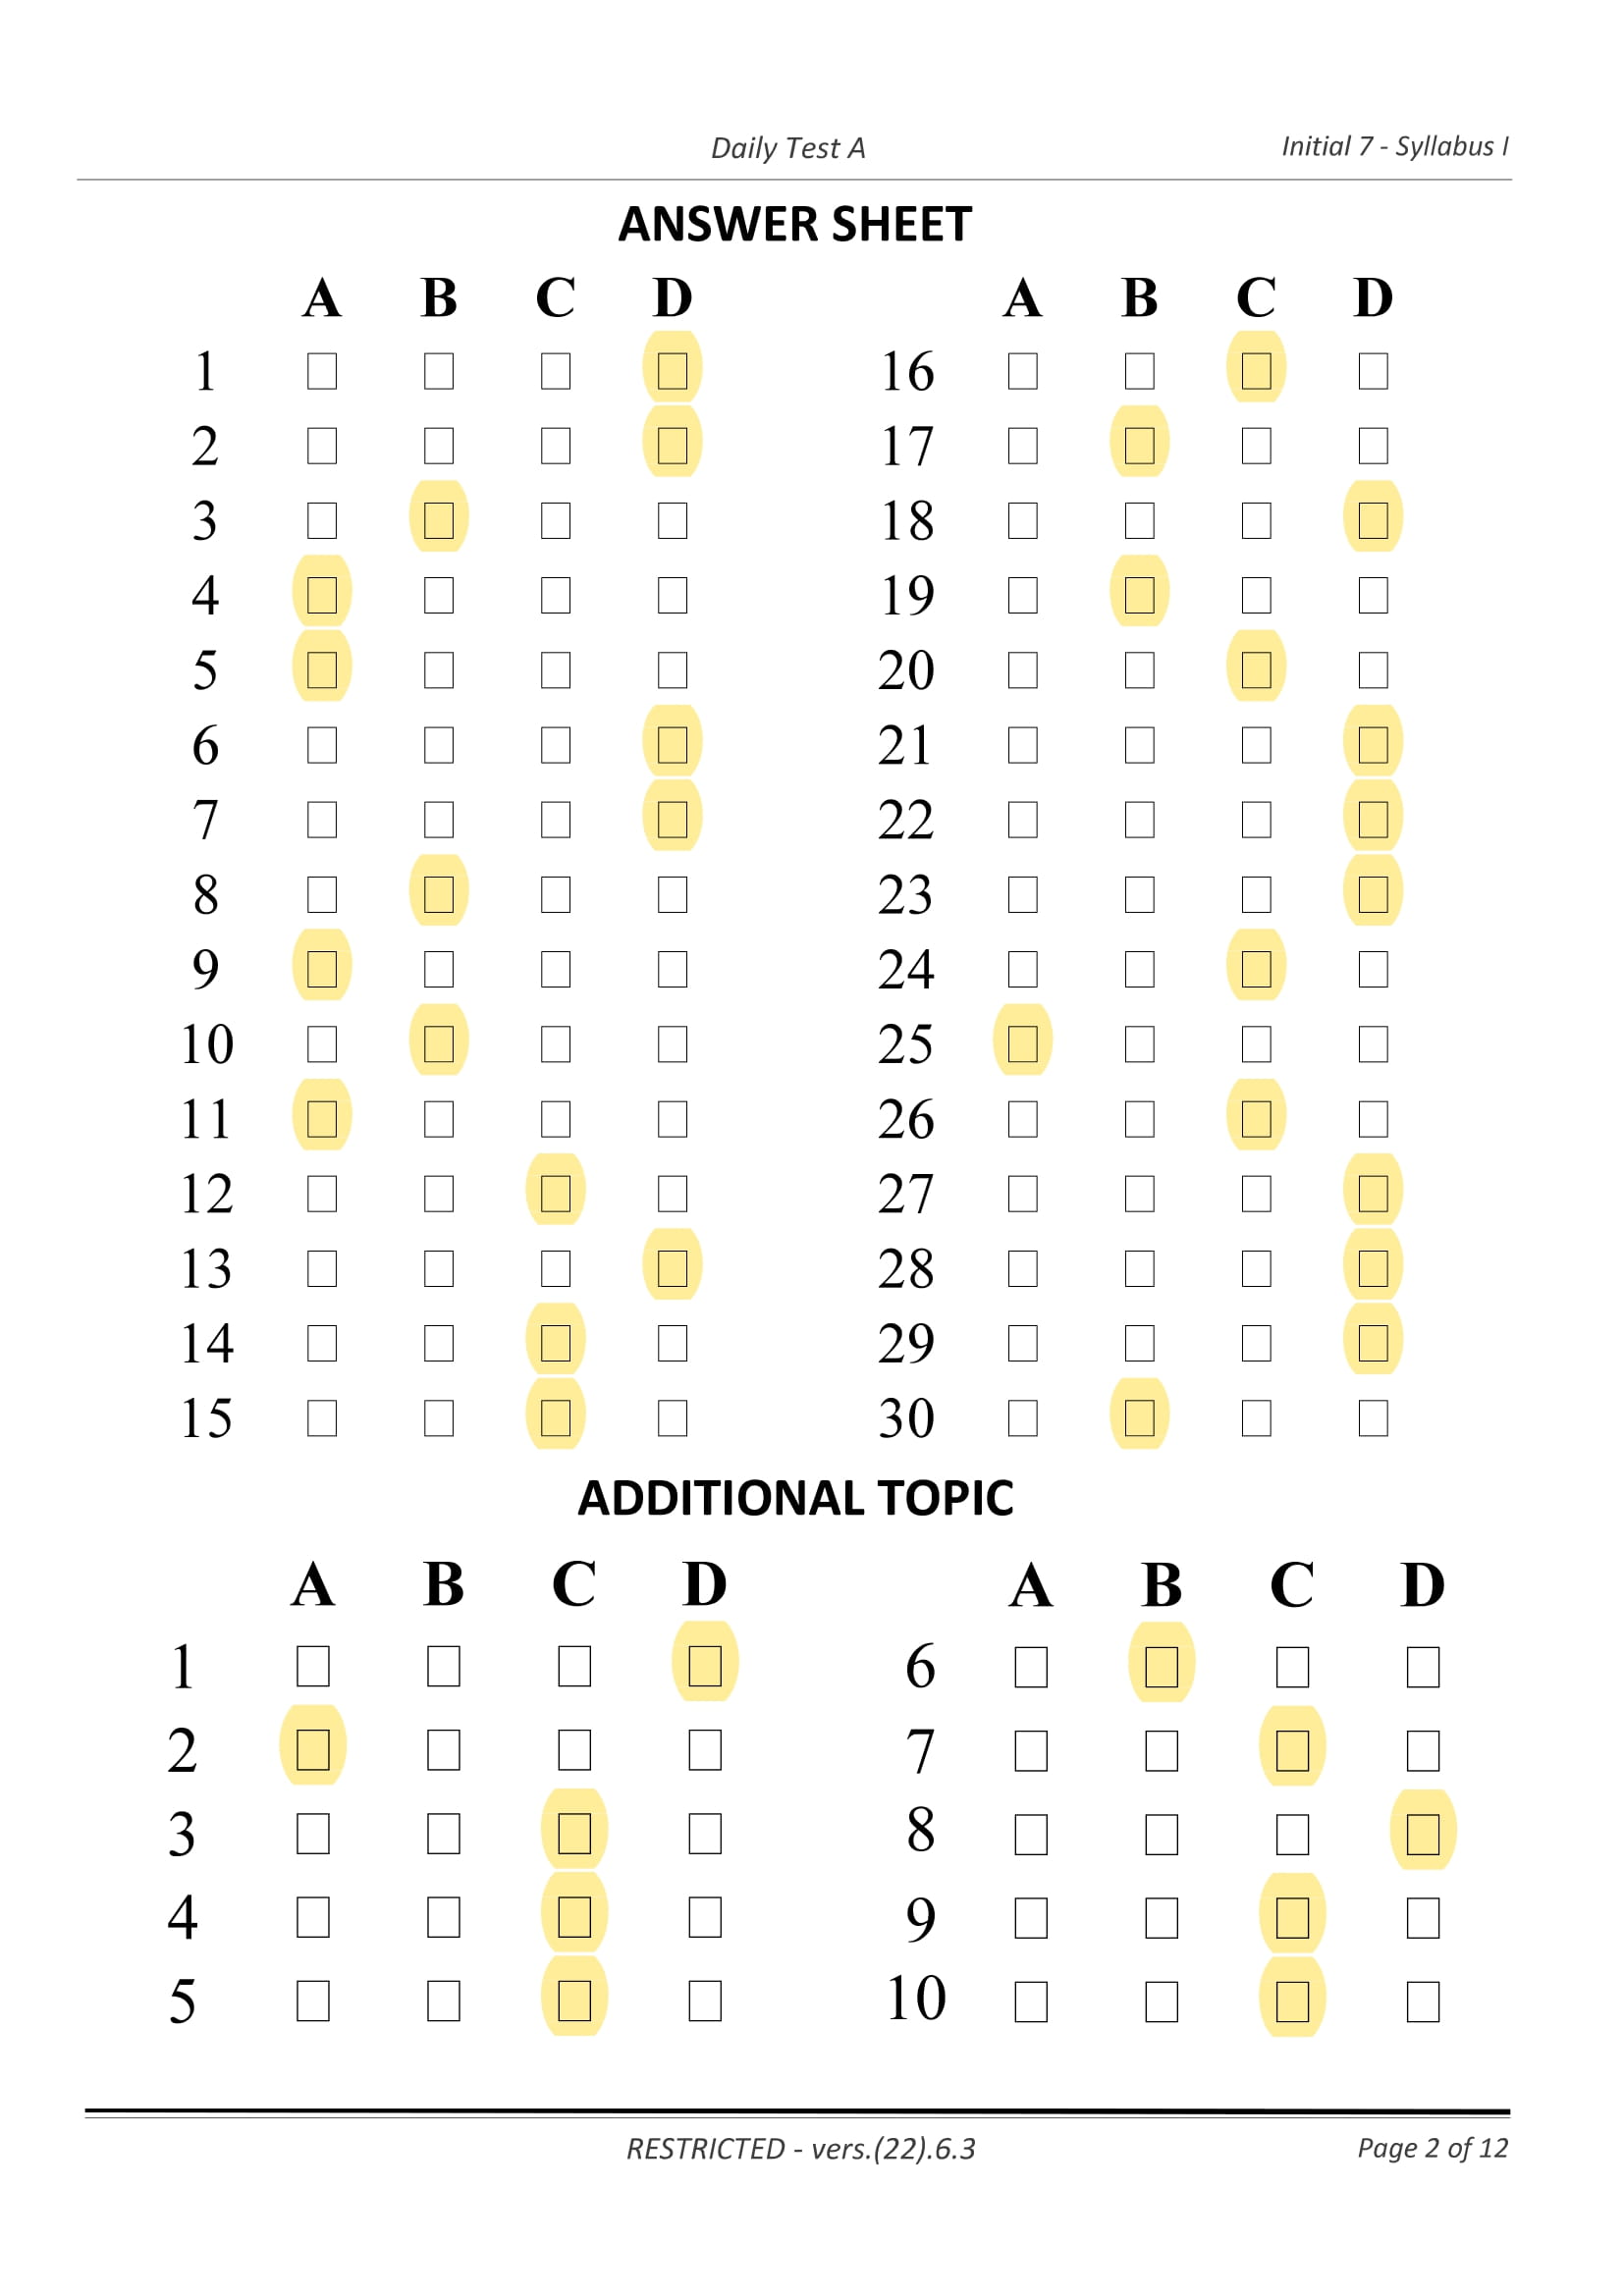 Daily Test A Initial 7 - Syllabus I
ANSWER SHEET
A B C D A B C D
1 □ □ □ □ 16 □ □ □ □
2 □ □ □ □ 17 □ □ □ □
3 □ □ □ □ 18 □ □ □ □
4 □ □ □ □ 19 □ □ □ □
5 □ □ □ □ 20 □ □ □ □
6 □ □ □ □ 21 □ □ □ □
7 □ □ □ □ 22 □ □ □ □
8 □ □ □ □ 23 □ □ □ □
9 □ □ □ □ 24 □ □ □ □
10 □ □ □ □ 25 □ □ □ □
11 □ □ □ □ 26 □ □ □ □
12 □ □ □ □ 27 □ □ □ □
13 □ □ □ □ 28 □ □ □ □
14 □ □ □ □ 29 □ □ □ □
15 □ □ □ □ 30 □ □ □ □
ADDITIONAL TOPIC
A B C D A B C D
1 □ □ □ □ 6 □ □ □ □
2 □ □ □ □ 7 □ □ □ □
3 □ □ □ □ 8 □ □ □ □
4 □ □ □ □ 9 □ □ □ □
5 □ □ □ □ 10 □ □ □ □
RESTRICTED - vers.(22).6.3 Page 2 of 12